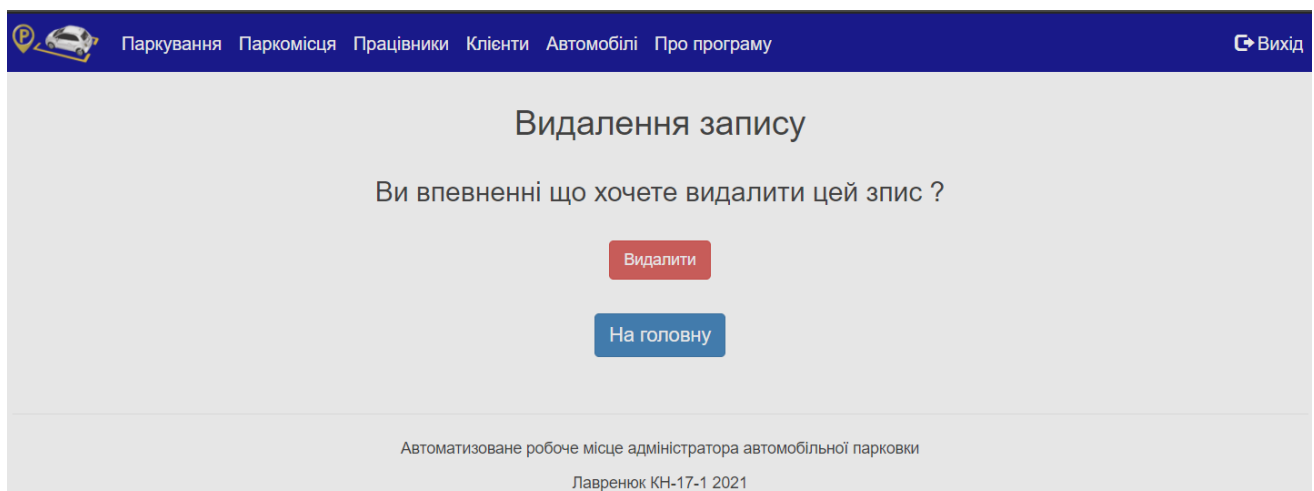 P
Паркування Паркомісця Працівники Клієнти Автомобілі Про програму Вихід
Видалення запису
Ви впевненні що хочете видалити цей зпис ?
Видалити
На головну
Автоматизоване робоче місце адміністратора автомобільної парковки
Лавренюк КН-17-1 2021